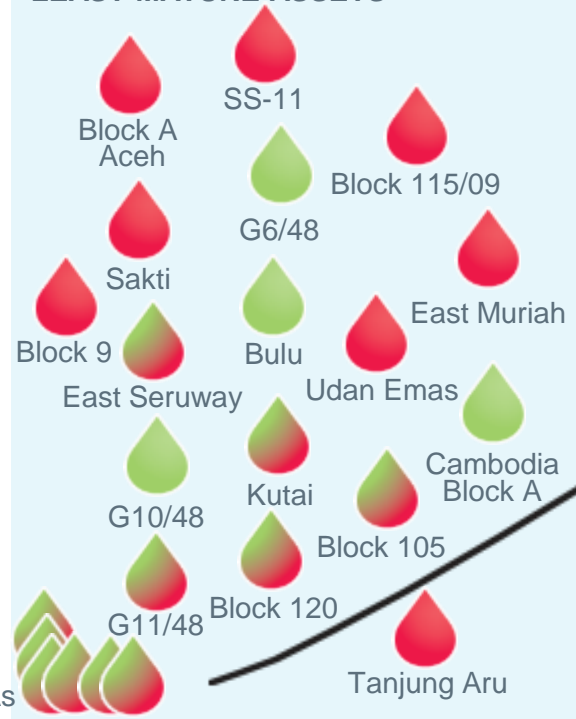 SS-11
Block A
Aceh
Block 115/09
G6/48
Sakti
East Muriah
Block 9
Bulu
East Seruway
Udan Emas
Cambodia
Block A
Kutai
G10/48
Block 105
Block 120
G11/48
Tanjung Aru